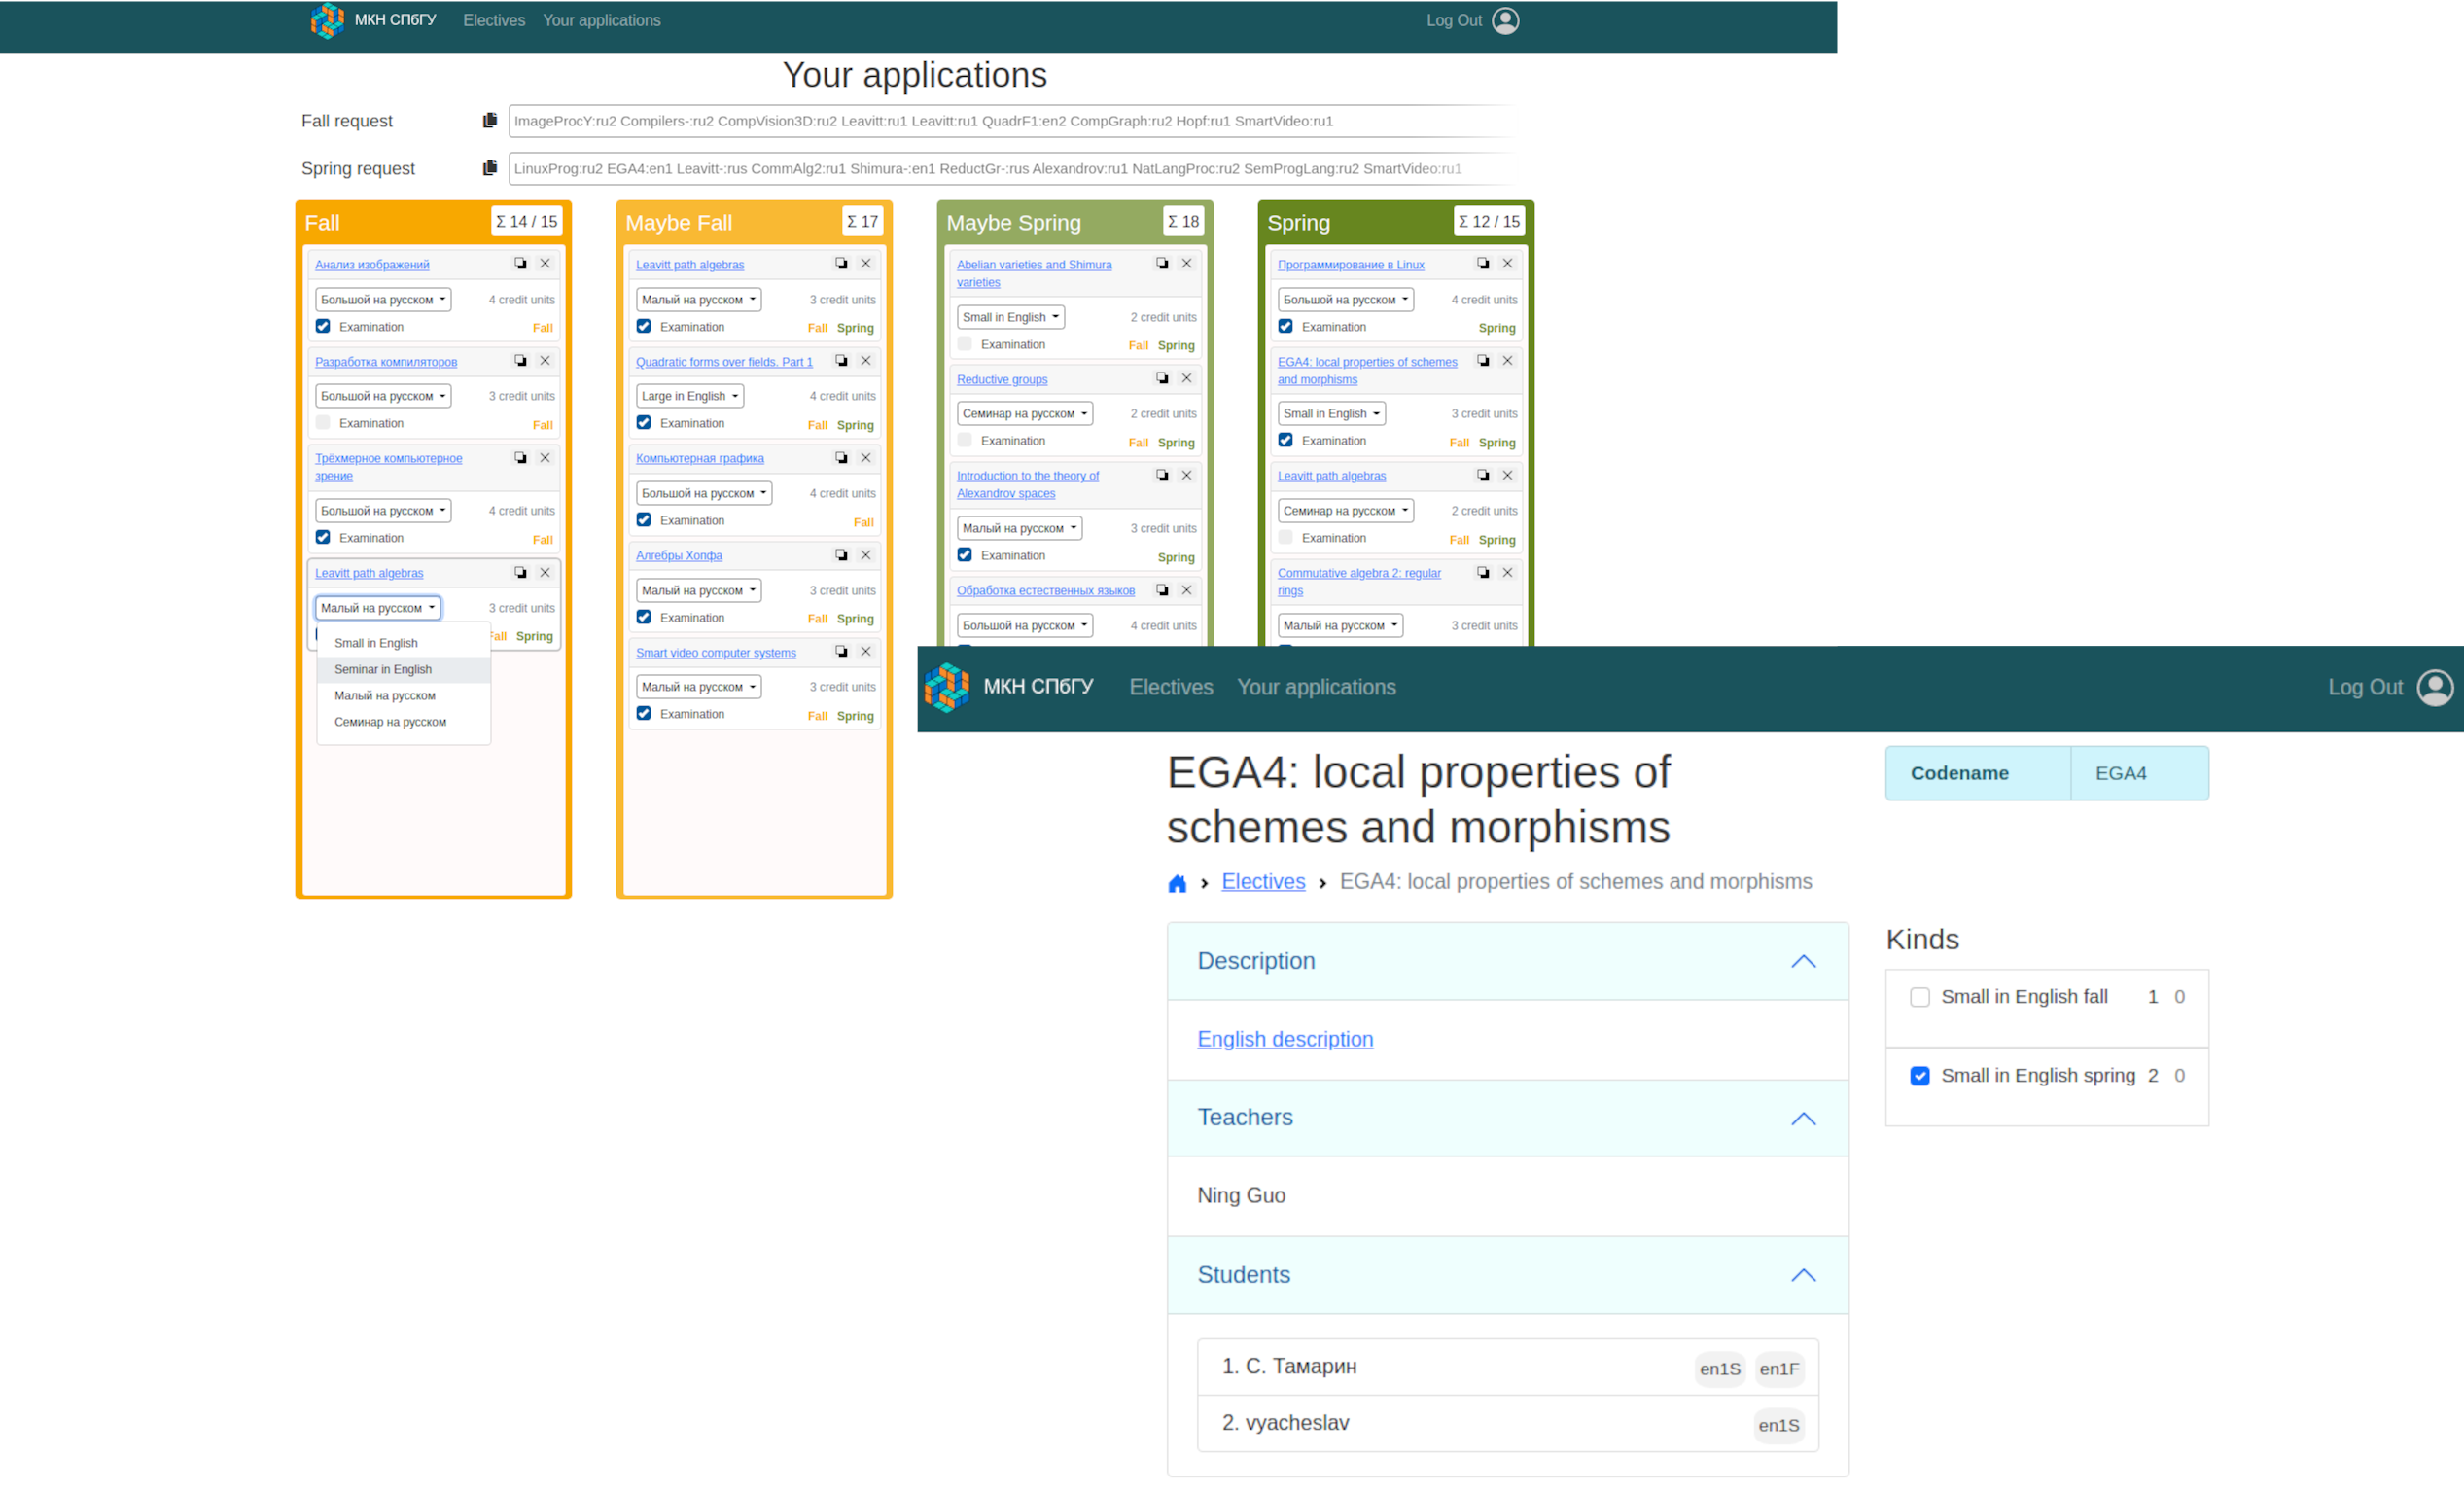 МКН СПбГУ Electives Your applications Log Out
Your applications
Fall request ImageProcY:ru2 Compilers-:ru2 CompVision3D:ru2 Leavitt:ru1 Leavitt:ru1 QuadrF1:en2 CompGraph:ru2 Hopf:ru1 SmartVideo:ru1
Spring request LinuxProg:ru2 EGA4:en1 Leavitt-:rus CommAlg2:ru1 Shimura-:en1 ReductGr-:rus Alexandrov:ru1 NatLangProc:ru2 SemProgLang:ru2 SmartVideo:ru1
Fall Σ 14 / 15
Анализ изображений
Большой на русском 4 credit units
Examination Fall
Разработка компиляторов
Большой на русском 3 credit units
Examination Fall
Трёхмерное компьютерное
зрение
Большой на русском 4 credit units
Examination Fall
Leavitt path algebras
Малый на русском 3 credit units
Fall Spring
Small in English
Seminar in English
Малый на русском
Семинар на русском
Maybe Fall Σ 17
Leavitt path algebras
Малый на русском 3 credit units
Examination Fall Spring
Quadratic forms over fields. Part 1
Large in English 4 credit units
Examination Fall Spring
Компьютерная графика
Большой на русском 4 credit units
Examination Fall
Алгебры Хопфа
Малый на русском 3 credit units
Examination Fall Spring
Smart video computer systems
Малый на русском 3 credit units
Examination Fall Spring
Maybe Spring Σ 18
Abelian varieties and Shimura
varieties
Small in English 2 credit units
Examination Fall Spring
Reductive groups
Семинар на русском 2 credit units
Examination Fall Spring
Introduction to the theory of
Alexandrov spaces
Малый на русском 3 credit units
Examination Spring
Обработка естественных языков
Большой на русском 4 credit units
Spring Σ 12 / 15
Программирование в Linux
Большой на русском 4 credit units
Examination Spring
EGA4: local properties of schemes
and morphisms
Small in English 3 credit units
Examination Fall Spring
Leavitt path algebras
Семинар на русском 2 credit units
Examination Fall Spring
Commutative algebra 2: regular
rings
Малый на русском 3 credit units
МКН СПбГУ Electives Your applications Log Out
EGA4: local properties of
schemes and morphisms
Electives EGA4: local properties of schemes and morphisms
Codename EGA4
Description
English description
Teachers
Ning Guo
Students
1. С. Тамарин en1S en1F
2. vyacheslav en1S
Kinds
Small in English fall 1 0
Small in English spring 2 0